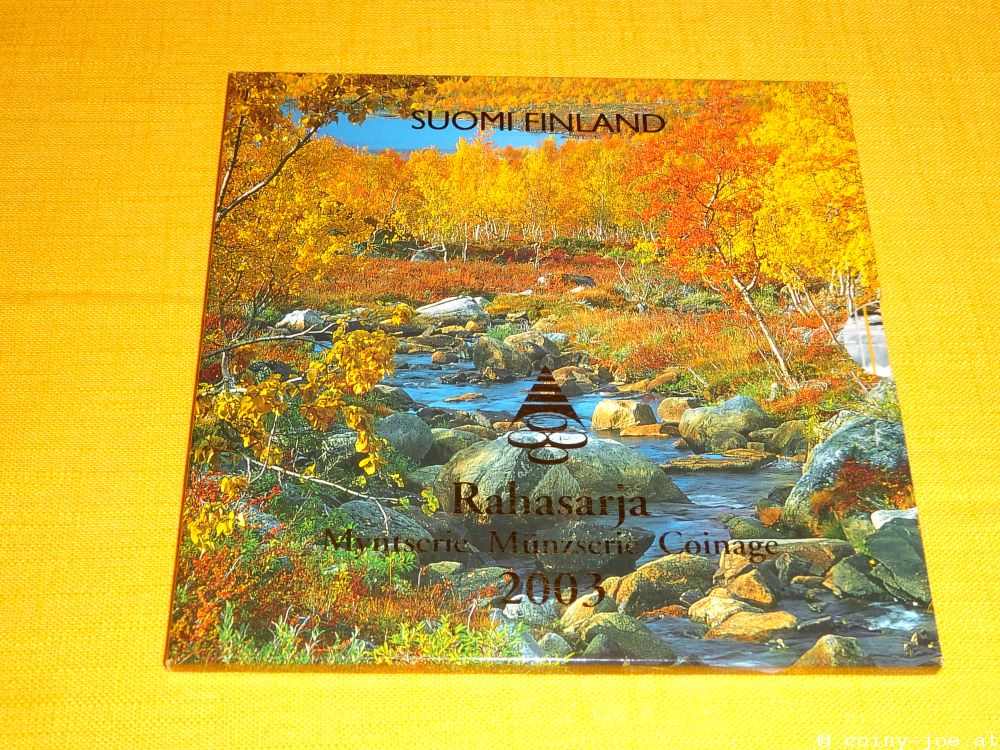 SUOMI FINLAND
Rahasarja
Myntserie Münzserie Coinage
2003
© coiny-joe.at